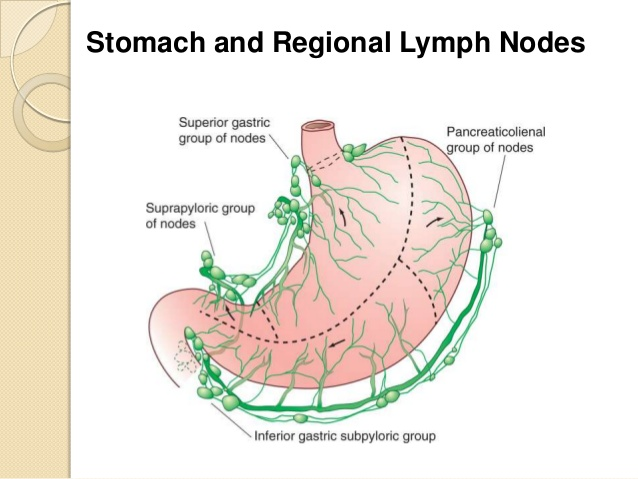 Stomach and Regional Lymph Nodes
Superior gastric
group of nodes
Pancreaticolienal
group of nodes
Suprapyloric group
of nodes
Inferior gastric subpyloric group